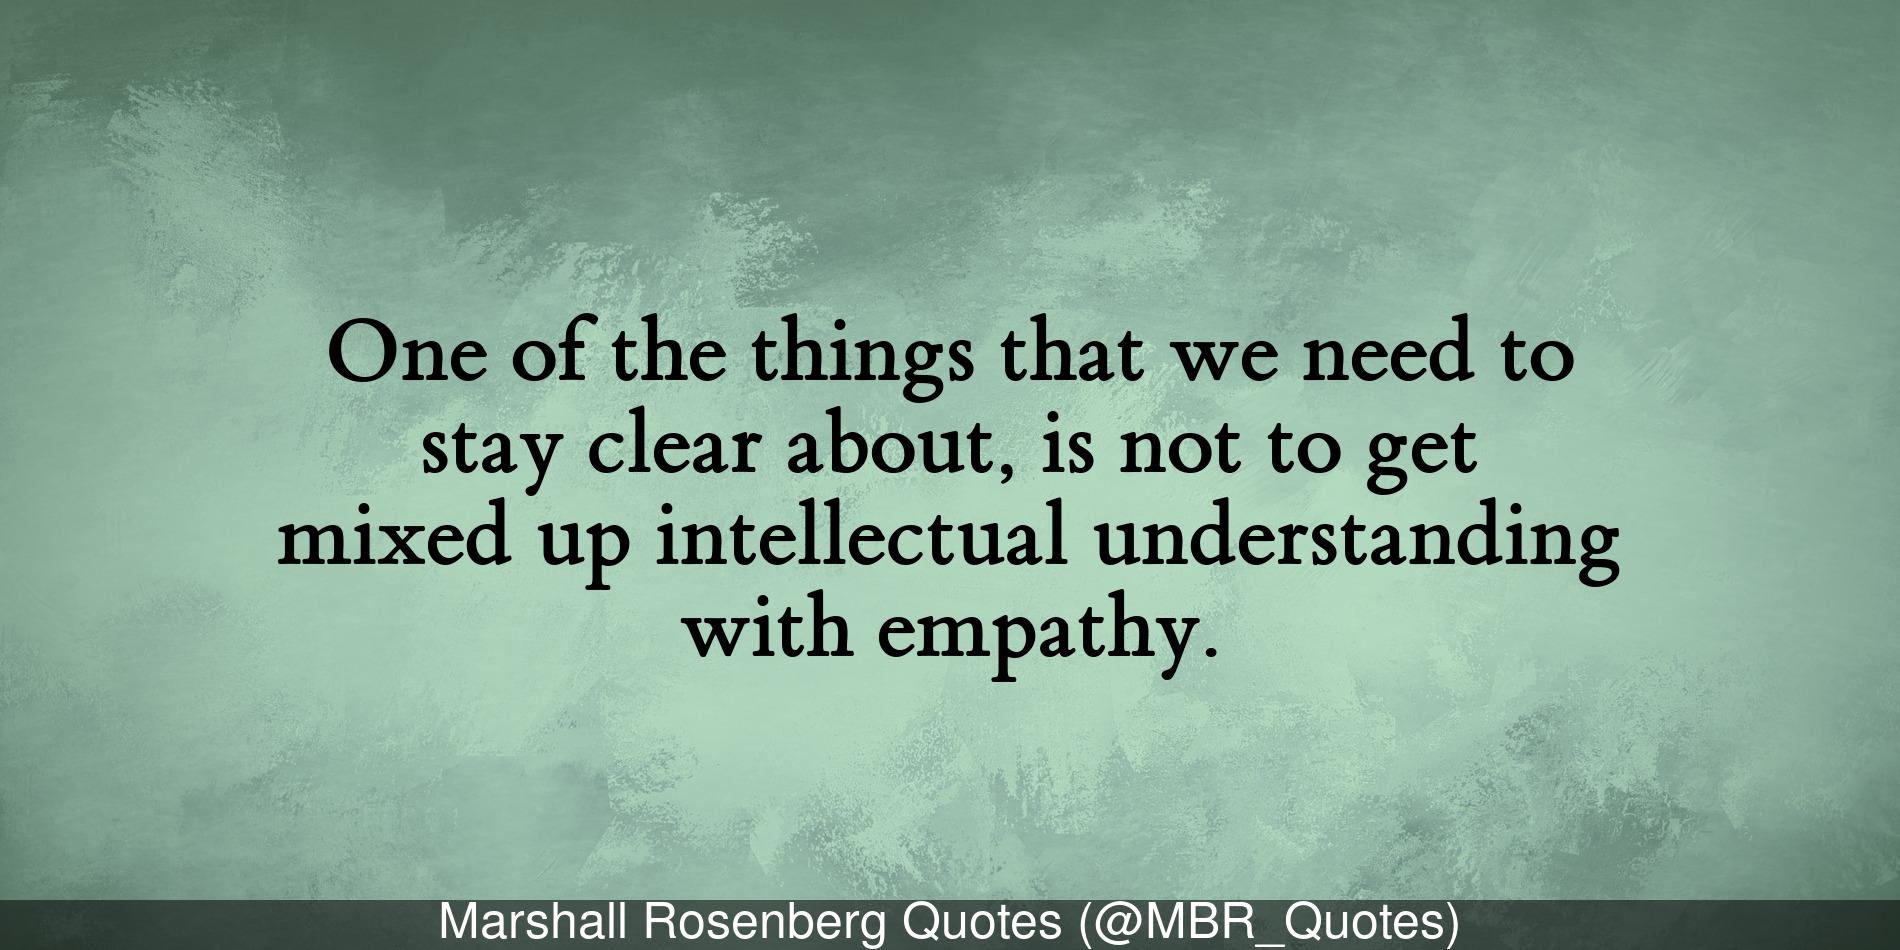 One of the things that we need to
stay clear about, is not to get
mixed up intellectual understanding
with empathy.
Marshall Rosenberg Quotes (@MBR_Quotes)